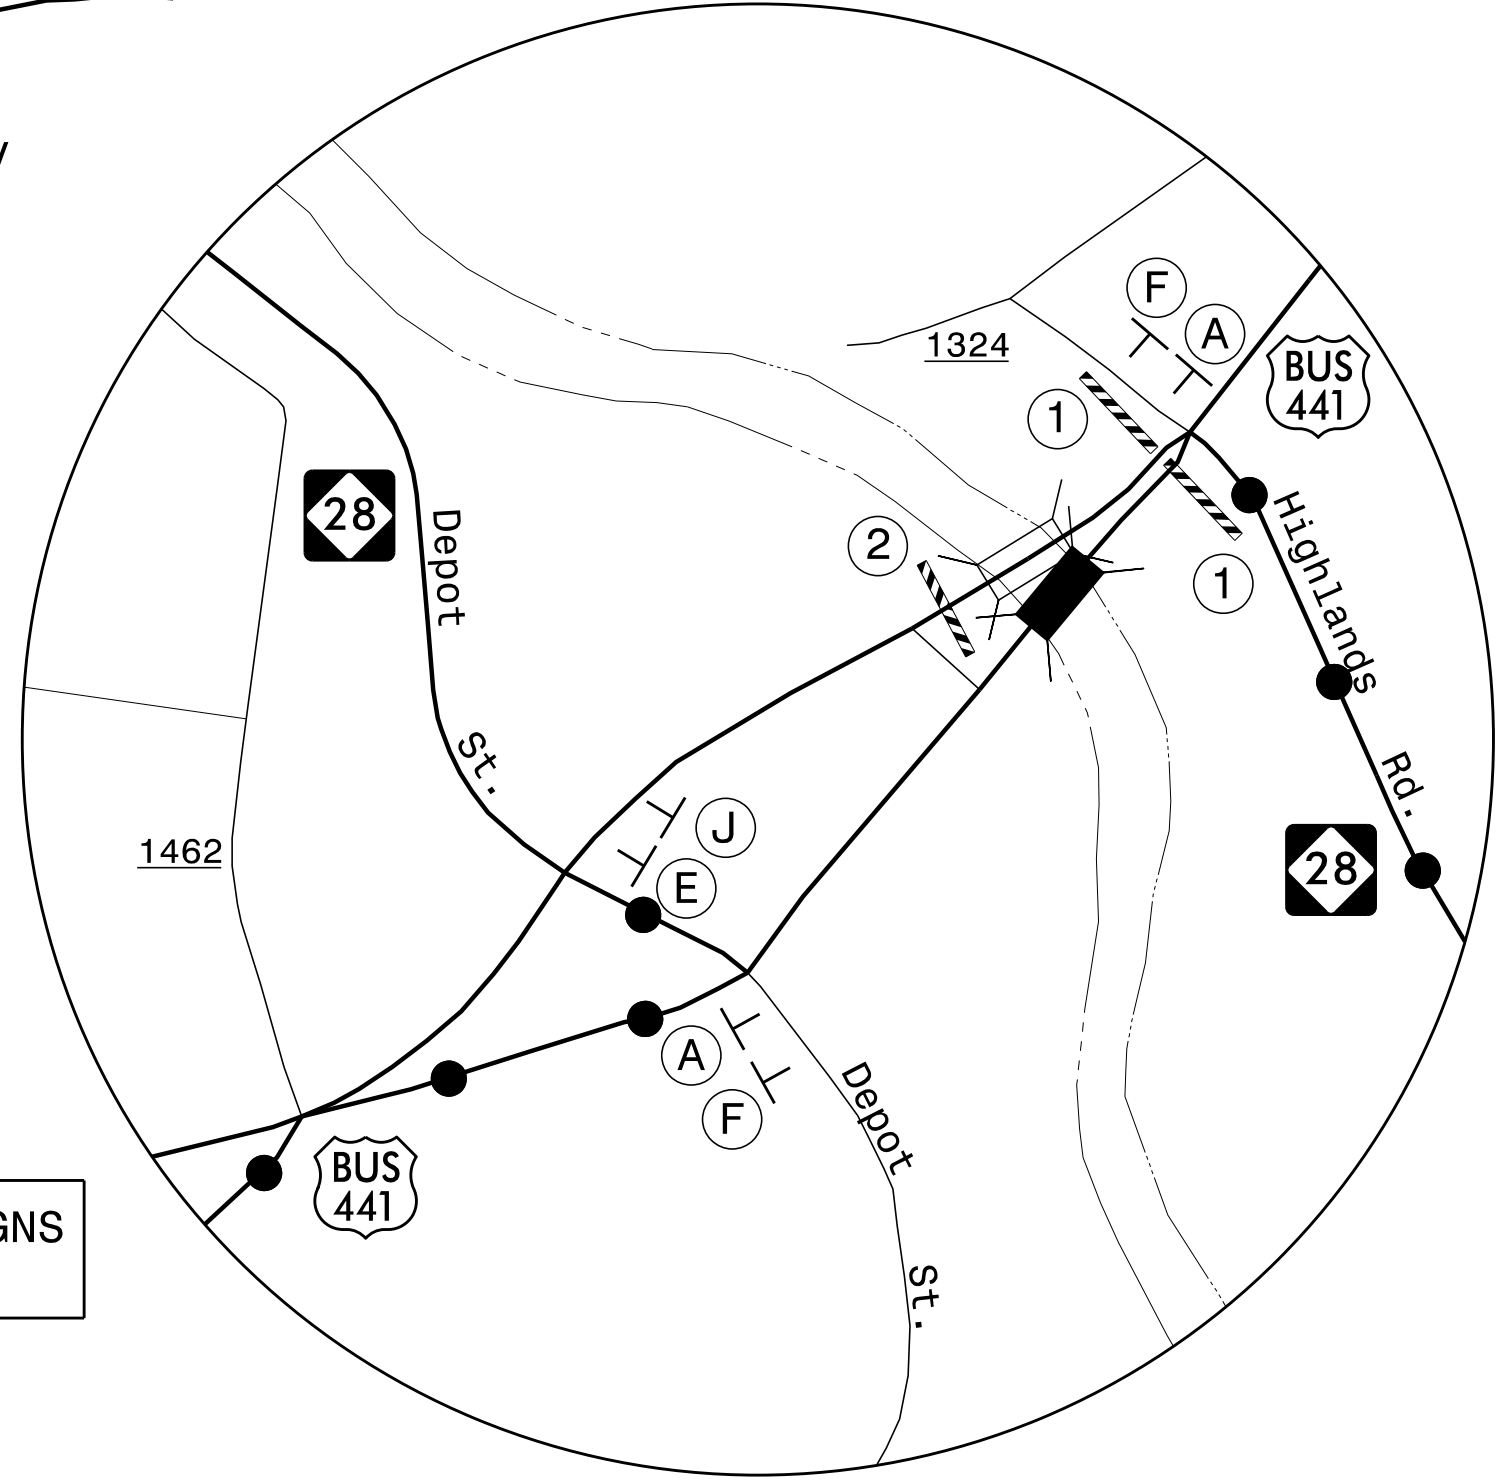 F
A
1324
BUS
441
1
28
Depot
2
Highlands
1
St.
Rd.
J
1462
E
28
A
Depot
F
BUS
441
GNS
St.